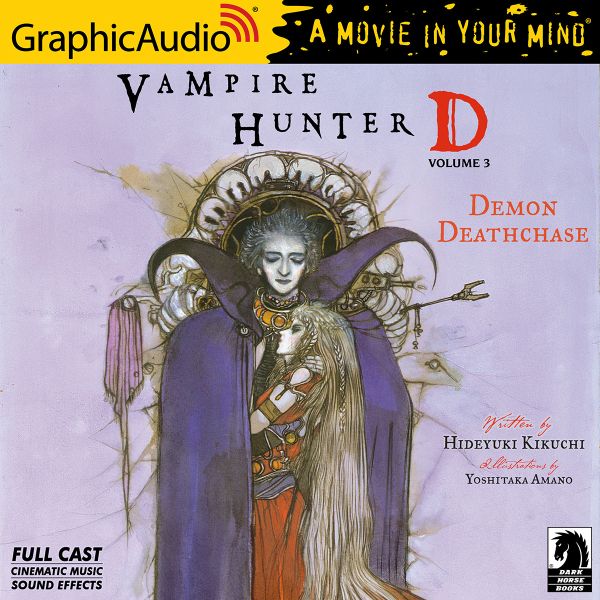 GraphicAudio®
A MOVIE IN YOUR MIND®
VAMPIRE
HUNTER D
VOLUME 3
DEMON
DEATHCHASE
Written by
HIDEYUKI KIKUCHI
Illustrations by
YOSHITAKA AMANO
FULL CAST
CINEMATIC MUSIC
SOUND EFFECTS
DARK
HORSE
BOOKS